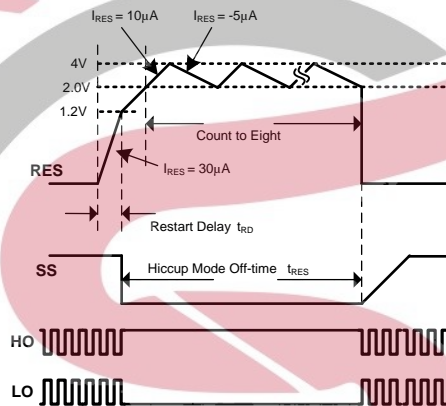 I_RES = 10µA
I_RES = -5µA
4V
2.0V
1.2V
Count to Eight
RES
I_RES = 30µA
Restart Delay t_RD
SS
Hiccup Mode Off-time t_RES
HO
LO